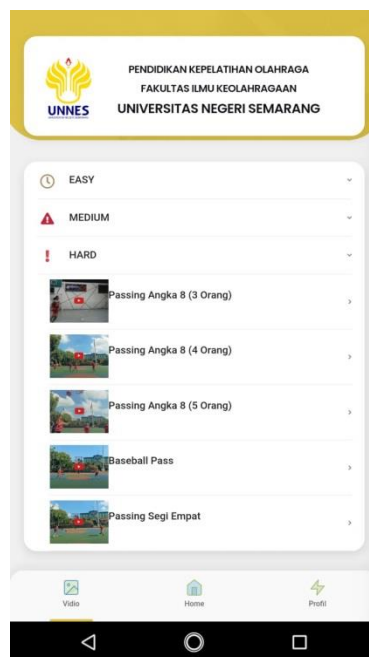 PENDIDIKAN KEPELATIHAN OLAHRAGA
FAKULTAS ILMU KEOLAHRAGAAN
UNIVERSITAS NEGERI SEMARANG
UNNES
EASY
MEDIUM
HARD
Passing Angka 8 (3 Orang)
Passing Angka 8 (4 Orang)
Passing Angka 8 (5 Orang)
Baseball Pass
Passing Segi Empat
Vidio
Home
Profil